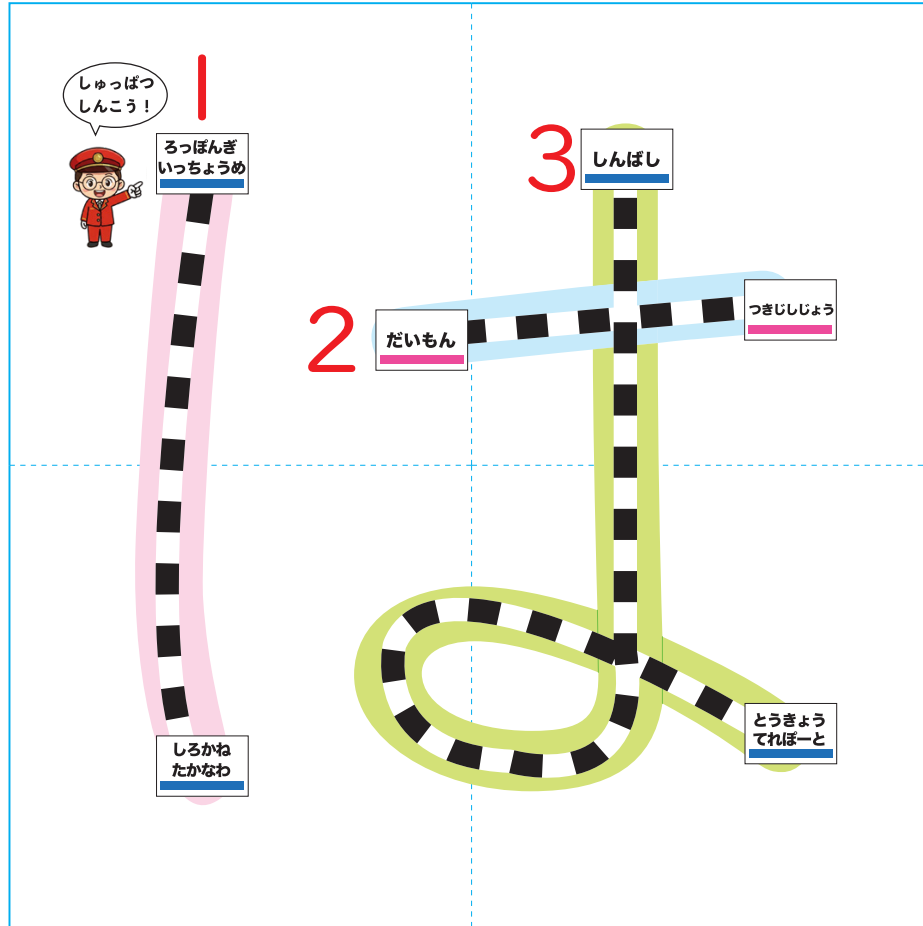 しゅっぱつ
しんこう！
1
ろっぽんぎ
いっちょうめ
3
しんばし
2
だいもん
つきじしじょう
しろかね
たかなわ
とうきょう
てれぽーと